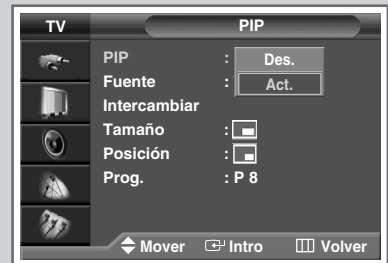 TV PIP
PIP : Des.
Fuente : Act.
Intercambiar
Tamaño :
Posición :
Prog. : P 8
Mover Intro Volver